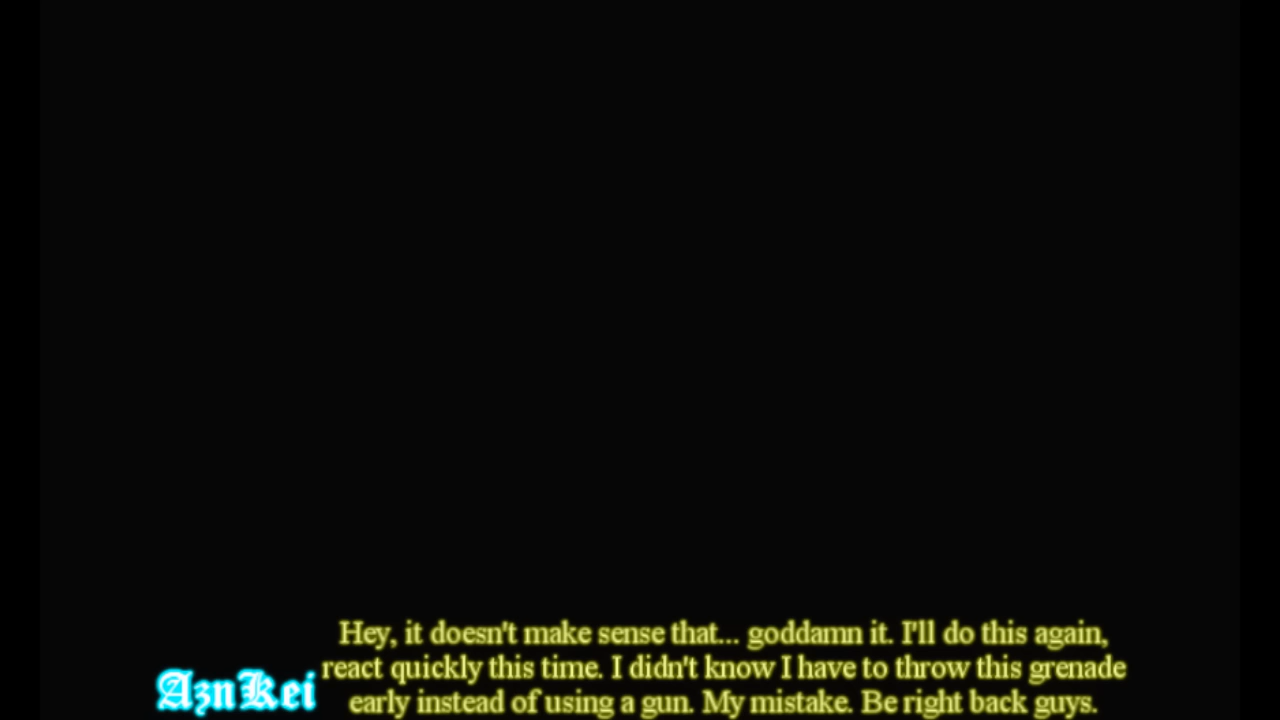 Hey, it doesn't make sense that... goddamn it. I'll do this again,
react quickly this time. I didn't know I have to throw this grenade
early instead of using a gun. My mistake. Be right back guys.
AznKei